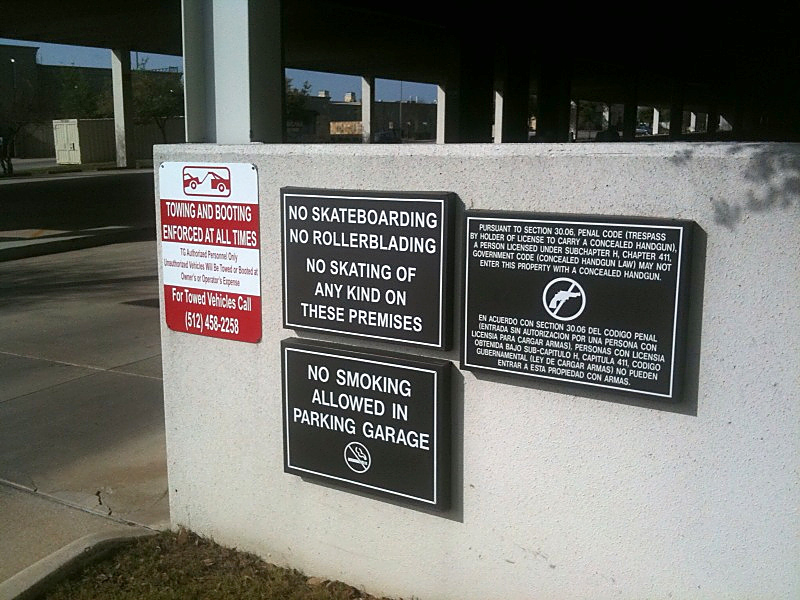 TOWING AND BOOTING
ENFORCED AT ALL TIMES
TG Authorized Personnel Only
Unauthorized Vehicles Will Be Towed or Booted at
Owner's or Operator's Expense
For Towed Vehicles Call
(512) 458-2258
NO SKATEBOARDING
NO ROLLERBLADING
NO SKATING OF
ANY KIND ON
THESE PREMISES
NO SMOKING
ALLOWED IN
PARKING GARAGE
PURSUANT TO SECTION 30.06, PENAL CODE (TRESPASS
BY HOLDER OF LICENSE TO CARRY A CONCEALED HANDGUN),
A PERSON LICENSED UNDER SUBCHAPTER H, CHAPTER 411,
GOVERNMENT CODE (CONCEALED HANDGUN LAW) MAY NOT
ENTER THIS PROPERTY WITH A CONCEALED HANDGUN.
EN ACUERDO CON SECTION 30.06 DEL CODIGO PENAL
(ENTRADA SIN AUTORIZACION POR UNA PERSONA CON
LICENSIA PARA CARGAR ARMAS), PERSONAS CON LICENSIA
OBTENIDA BAJO SUB-CAPITULO H, CAPITULA 411, CODIGO
GUBERNAMENTAL (LEY DE CARGAR ARMAS) NO PUEDEN
ENTRAR A ESTA PROPIEDAD CON ARMAS.